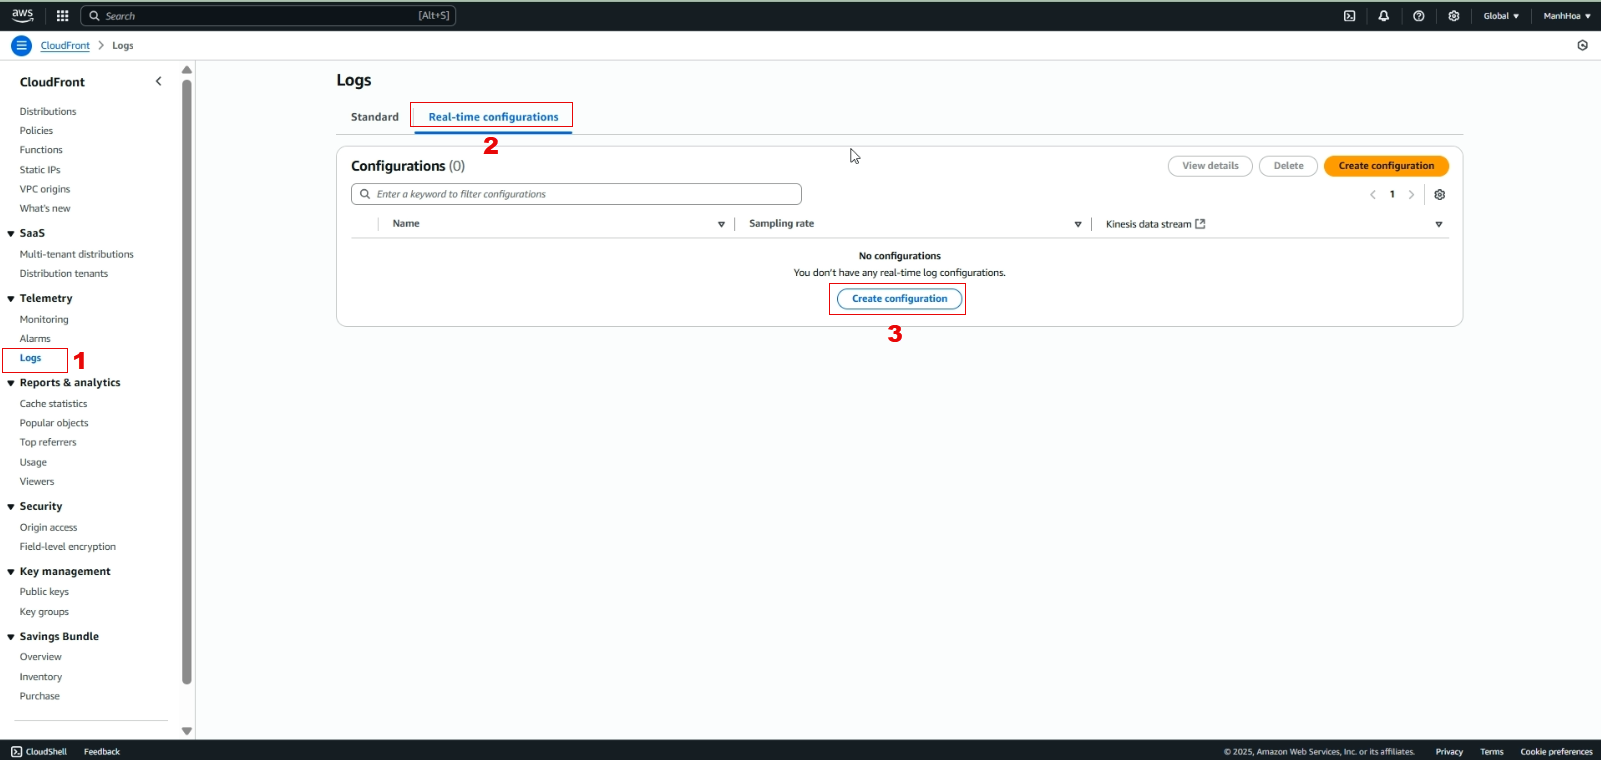 aws
Search [Alt+S]
Global ▼ ManhHoa ▼
CloudFront > Logs
CloudFront
Distributions
Policies
Functions
Static IPs
VPC origins
What's new
SaaS
Multi-tenant distributions
Distribution tenants
Telemetry
Monitoring
Alarms
Logs 1
Reports & analytics
Cache statistics
Popular objects
Top referrers
Usage
Viewers
Security
Origin access
Field-level encryption
Key management
Public keys
Key groups
Savings Bundle
Overview
Inventory
Purchase
Logs
Standard Real-time configurations
2
Configurations (0) View details Delete Create configuration
Enter a keyword to filter configurations < 1 >
Name Sampling rate Kinesis data stream
No configurations
You don't have any real-time log configurations.
Create configuration
3
CloudShell Feedback © 2025, Amazon Web Services, Inc. or its affiliates. Privacy Terms Cookie preferences